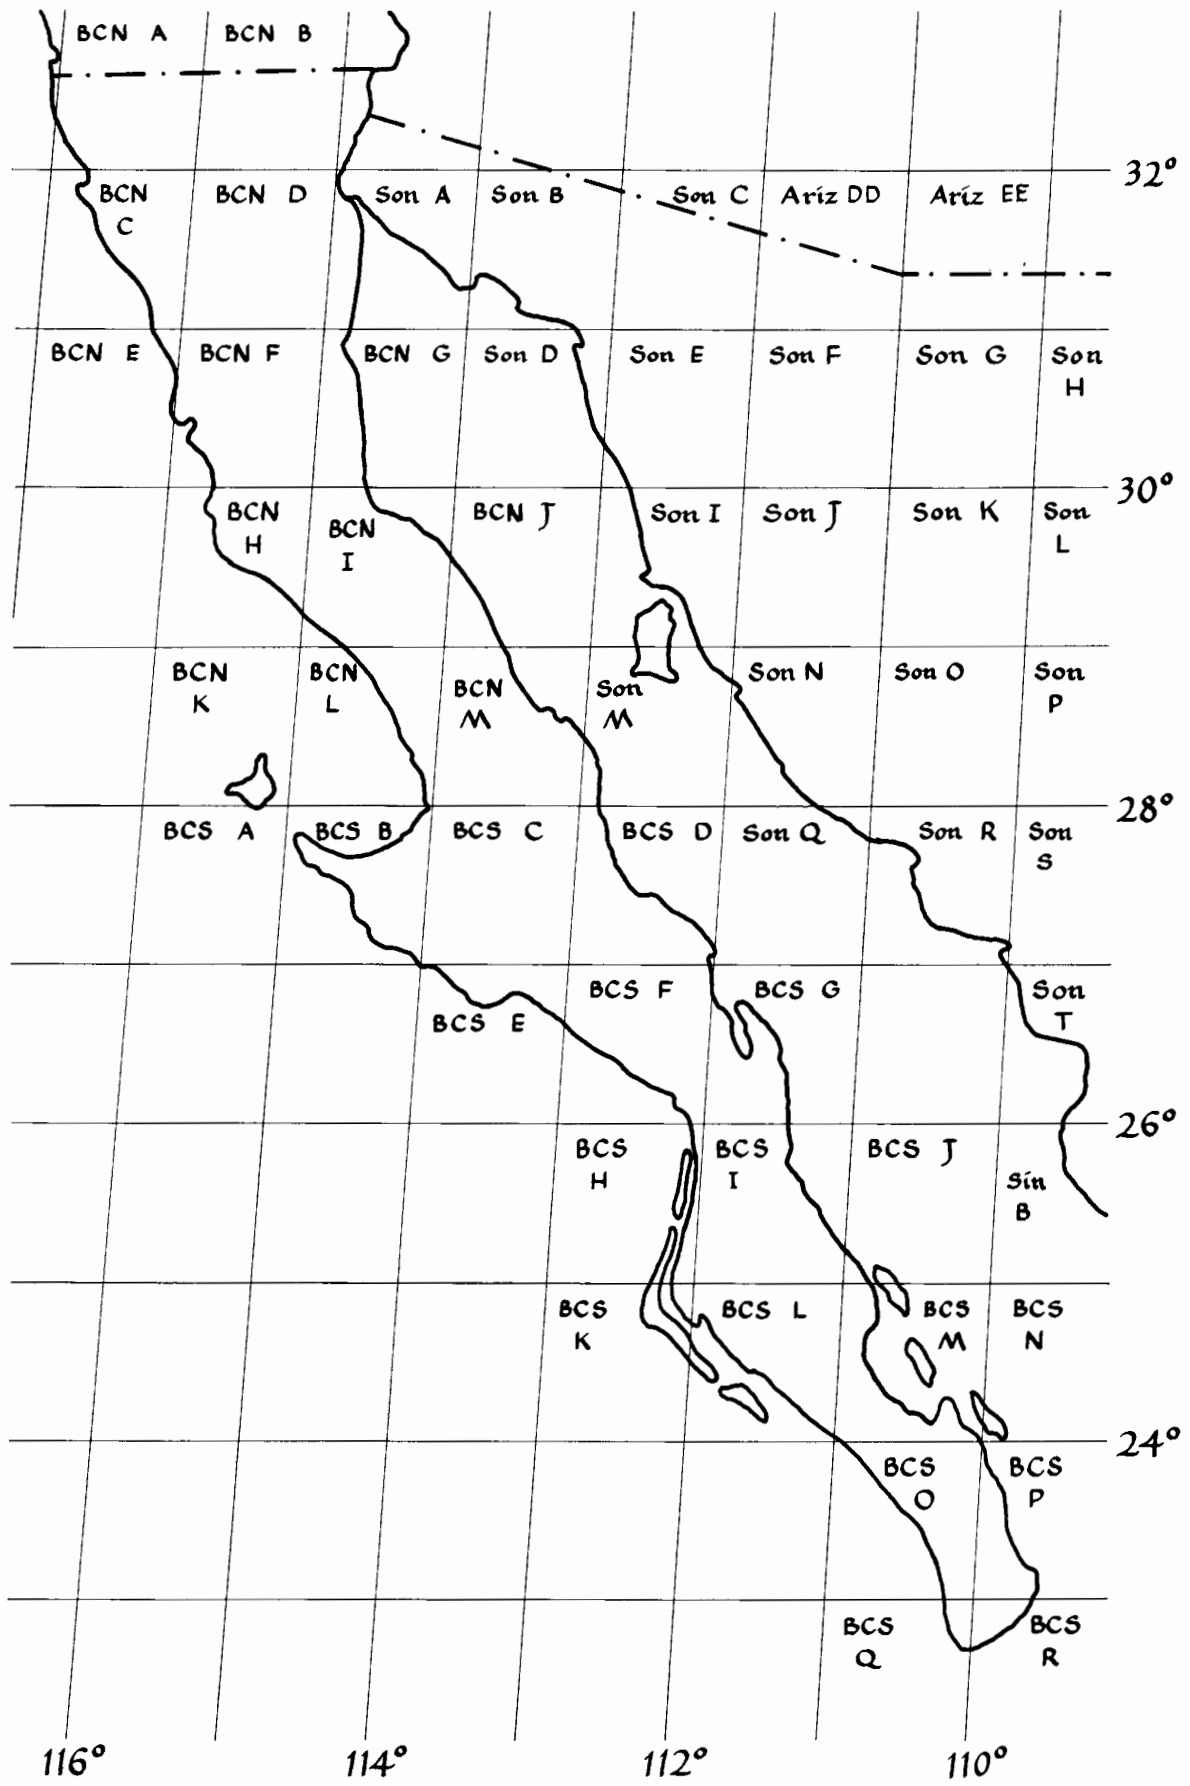 BCN A BCN B
32°
BCN C BCN D Son A Son B Son C Ariz DD Ariz EE
BCN E BCN F BCN G Son D Son E Son F Son G Son H
30°
BCN H BCN I BCN J Son I Son J Son K Son L
BCN K BCN L BCN M Son M Son N Son O Son P
28°
BCS A BCS B BCS C BCS D Son Q Son R Son S
BCS E BCS F BCS G Son T
26°
BCS H BCS I BCS J Sin B
BCS K BCS L BCS M BCS N
24°
BCS O BCS P
BCS Q BCS R
116° 114° 112° 110°